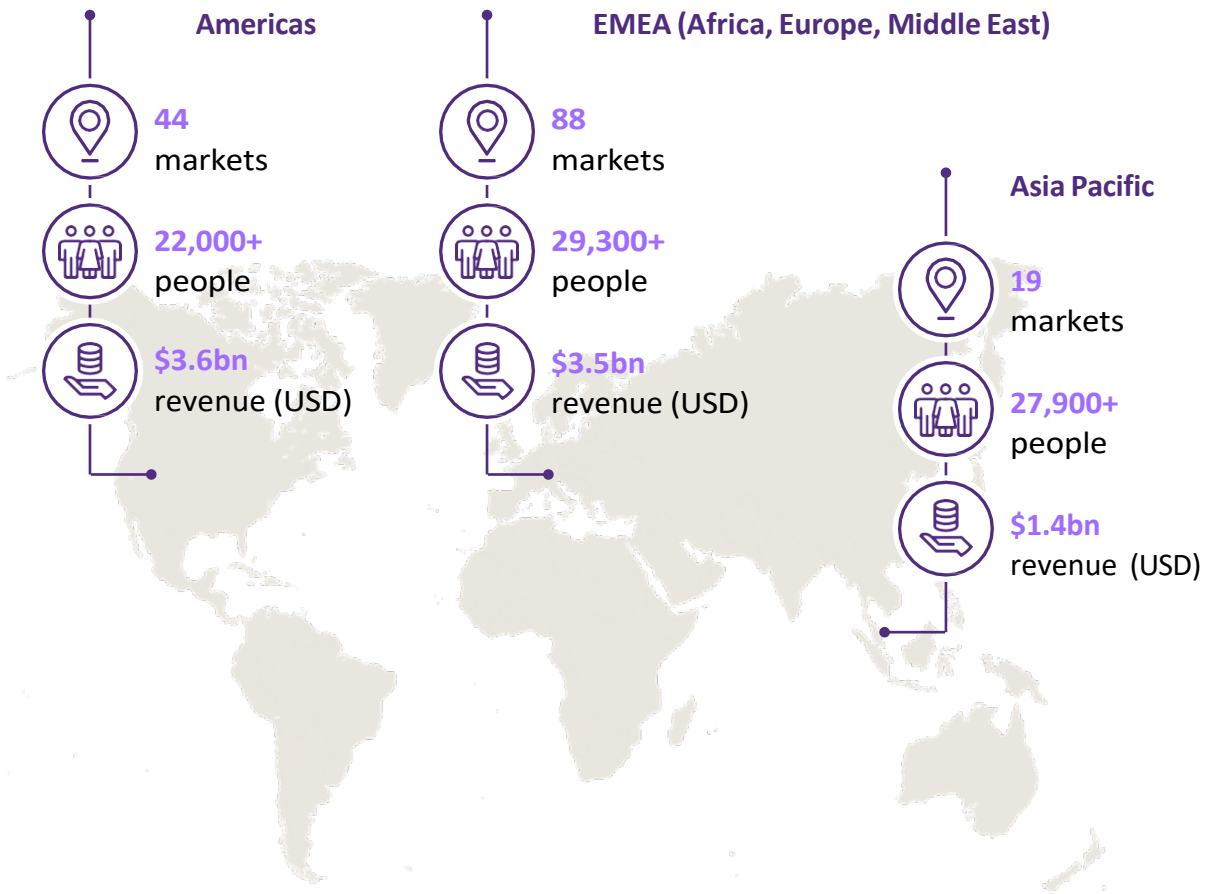 Americas
44
markets
22,000+
people
$3.6bn
revenue (USD)
EMEA (Africa, Europe, Middle East)
88
markets
29,300+
people
$3.5bn
revenue (USD)
Asia Pacific
19
markets
27,900+
people
$1.4bn
revenue (USD)